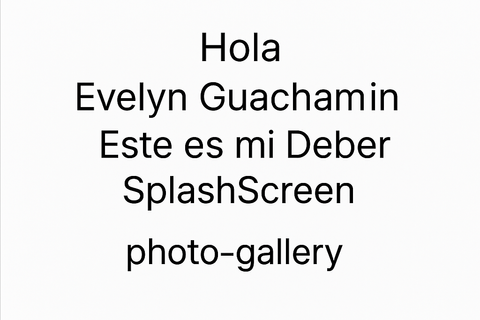 Hola
Evelyn Guachamin
Este es mi Deber
SplashScreen
photo-gallery